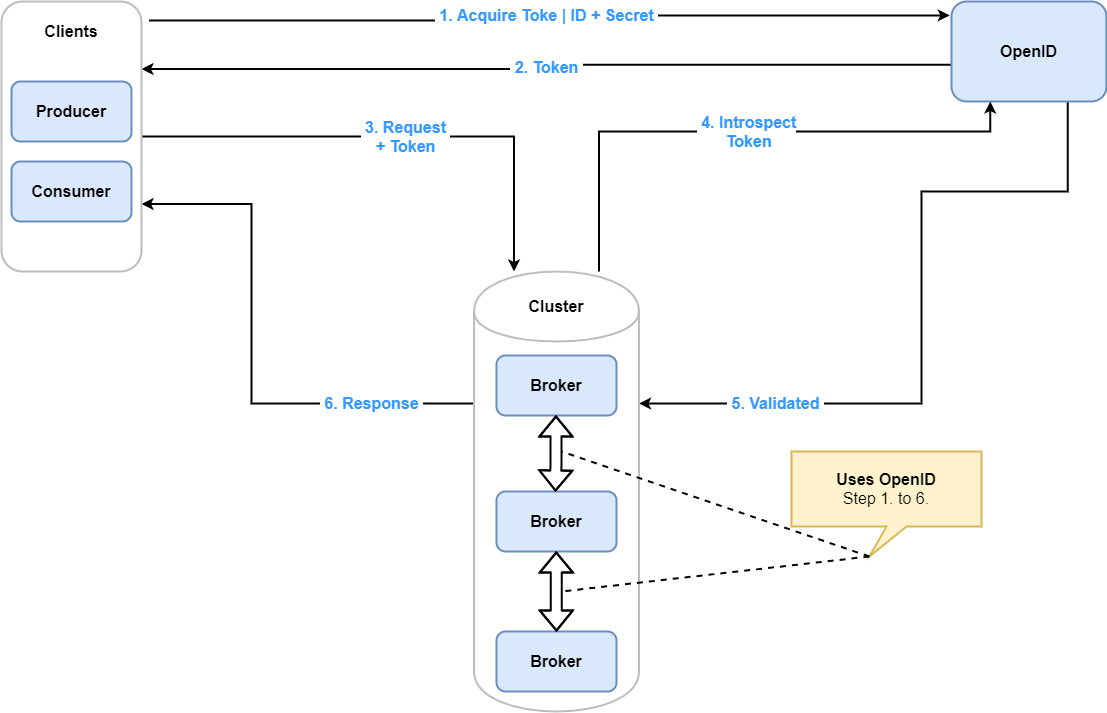 Clients
1. Acquire Toke | ID + Secret
OpenID
2. Token
Producer
3. Request
+ Token
4. Introspect
Token
Consumer
Cluster
Broker
6. Response
5. Validated
Uses OpenID
Step 1. to 6.
Broker
Broker